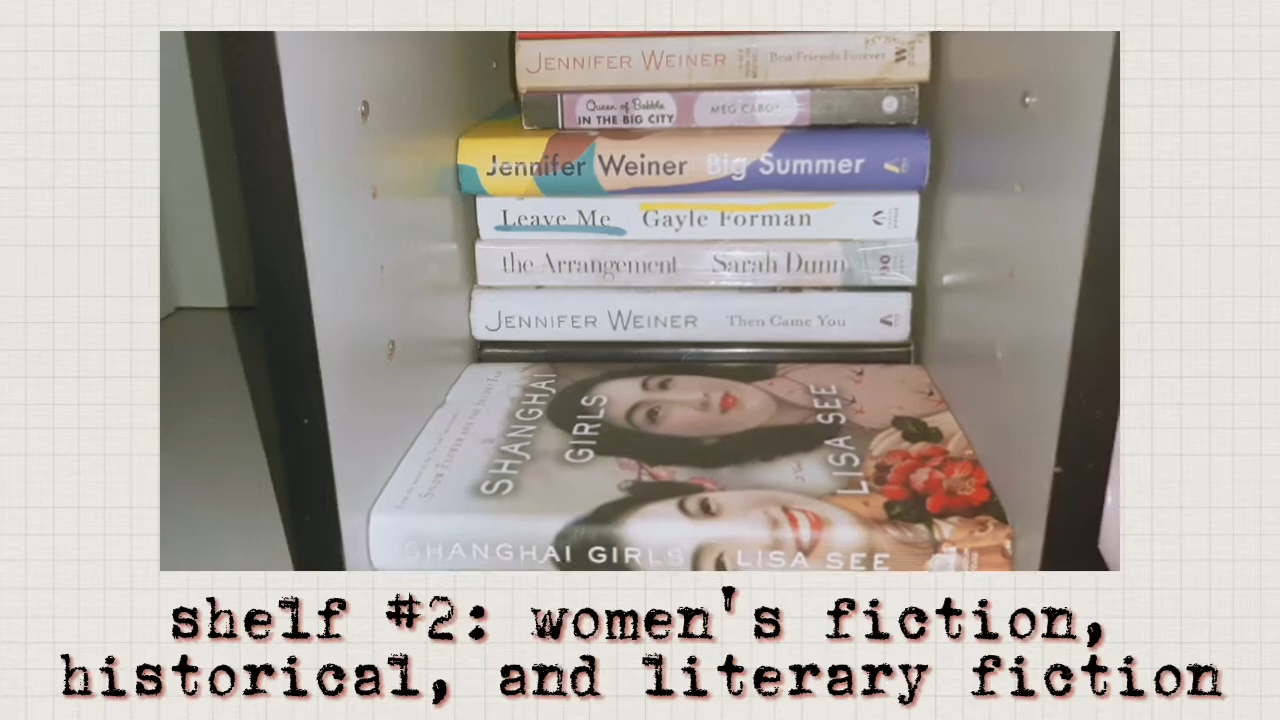 JENNIFER WEINER Best Friends Forever
Queen of Babble
IN THE BIG CITY MEG CABOT
Jennifer Weiner Big Summer
Leave Me Gayle Forman
the Arrangement Sarah Dunn
JENNIFER WEINER Then Came You
SHANGHAI
GIRLS
LISA SEE
SHANGHAI GIRLS LISA SEE
shelf #2: women's fiction,
historical, and literary fiction